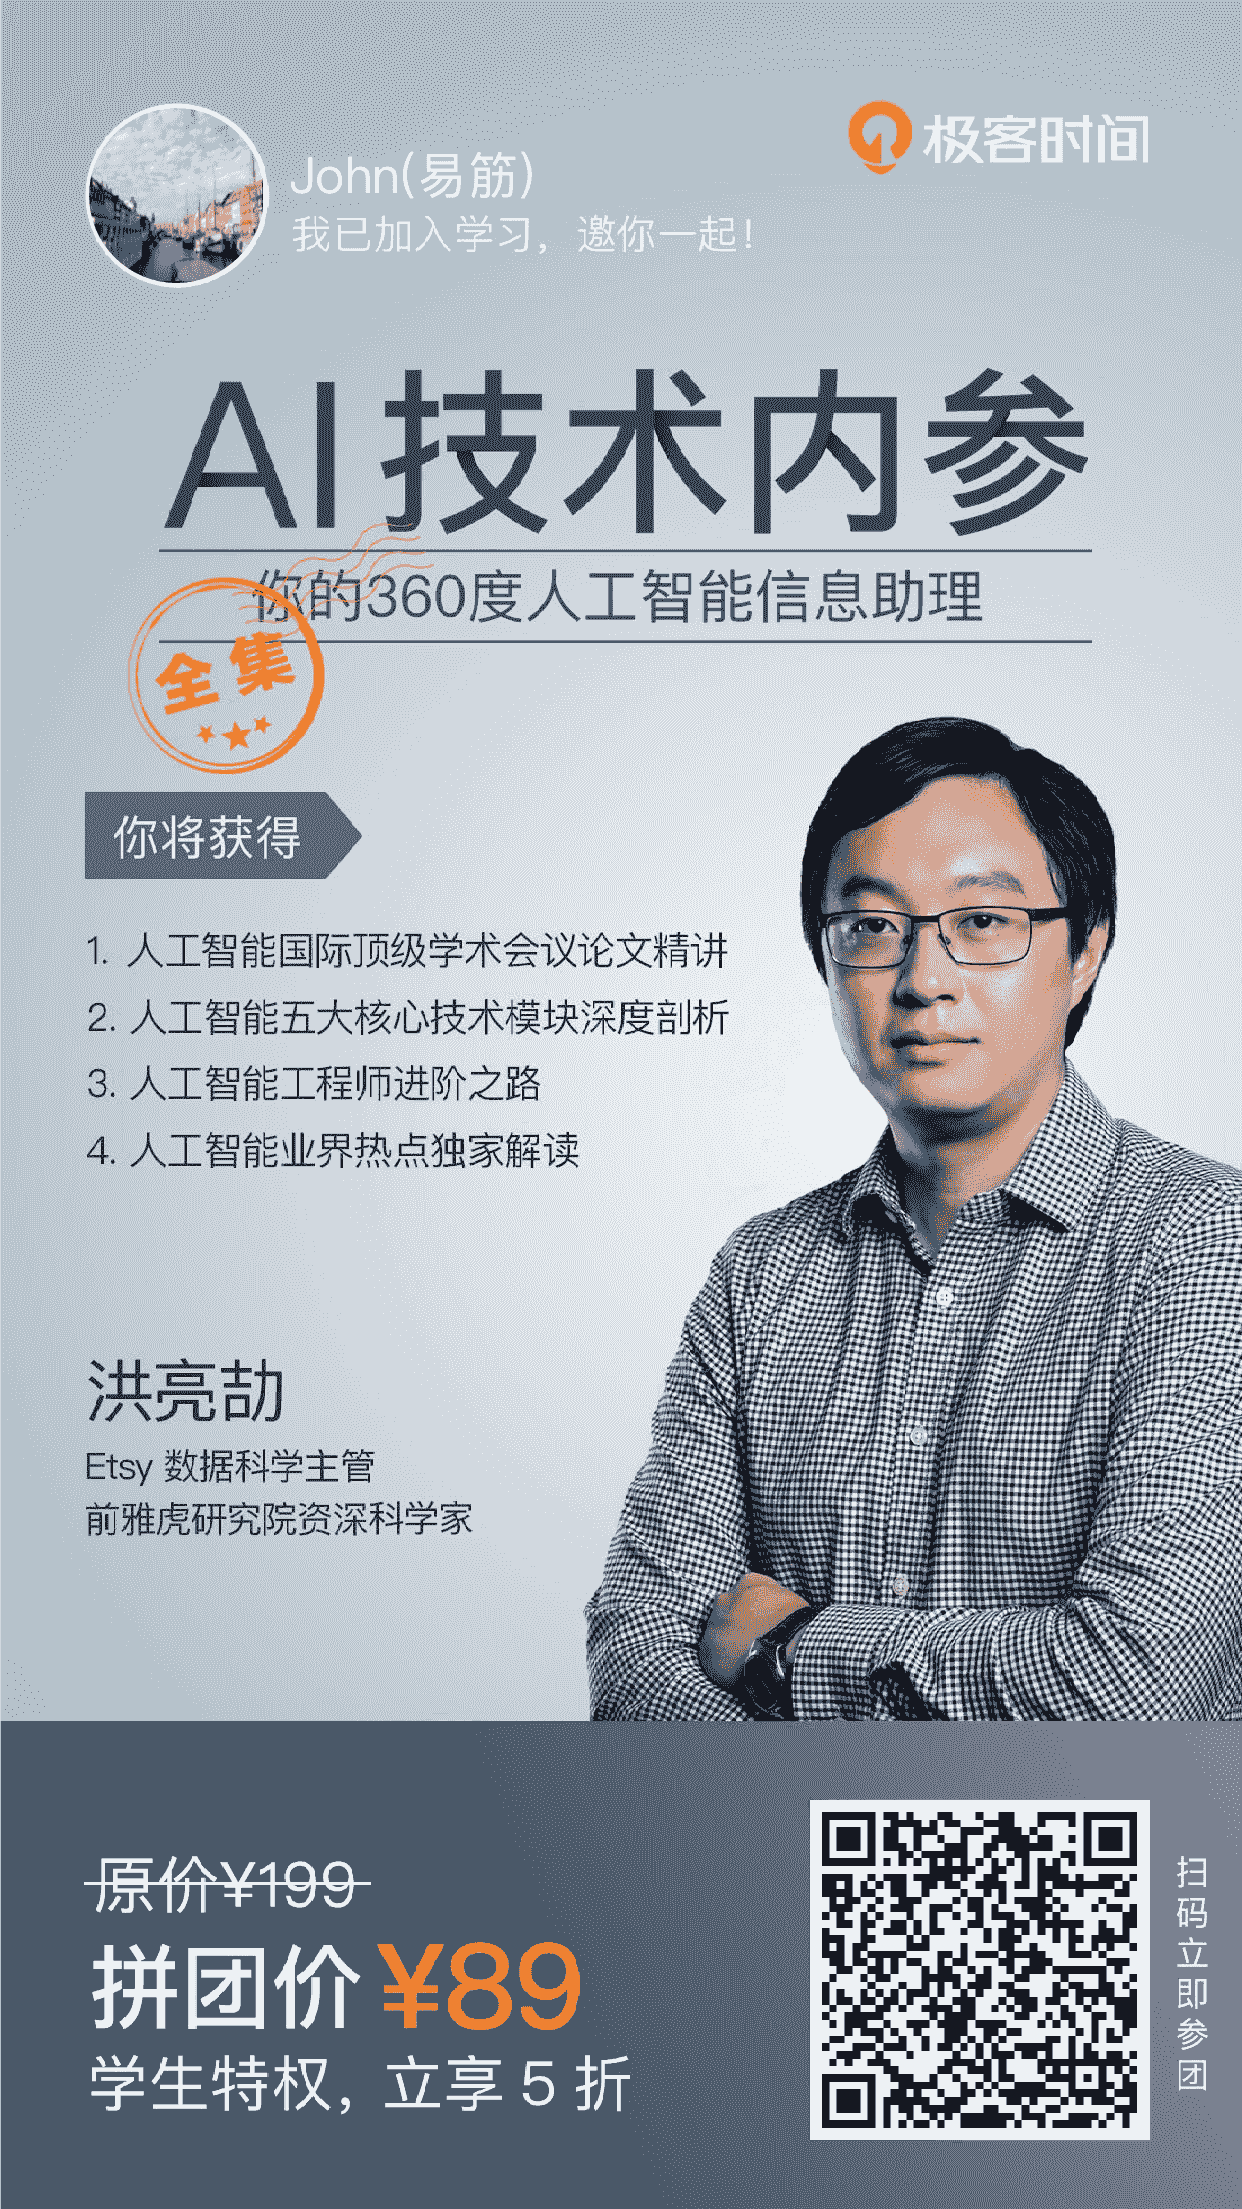 极客时间
John(易筋)
我已加入学习，邀你一起！
AI技术内参
你的360度人工智能信息助理
全集
你将获得
1. 人工智能国际顶级学术会议论文精讲
2. 人工智能五大核心技术模块深度剖析
3. 人工智能工程师进阶之路
4. 人工智能业界热点独家解读
洪亮劼
Etsy 数据科学主管
前雅虎研究院资深科学家
原价¥199
拼团价 ¥89
学生特权，立享 5 折
扫码立即参团